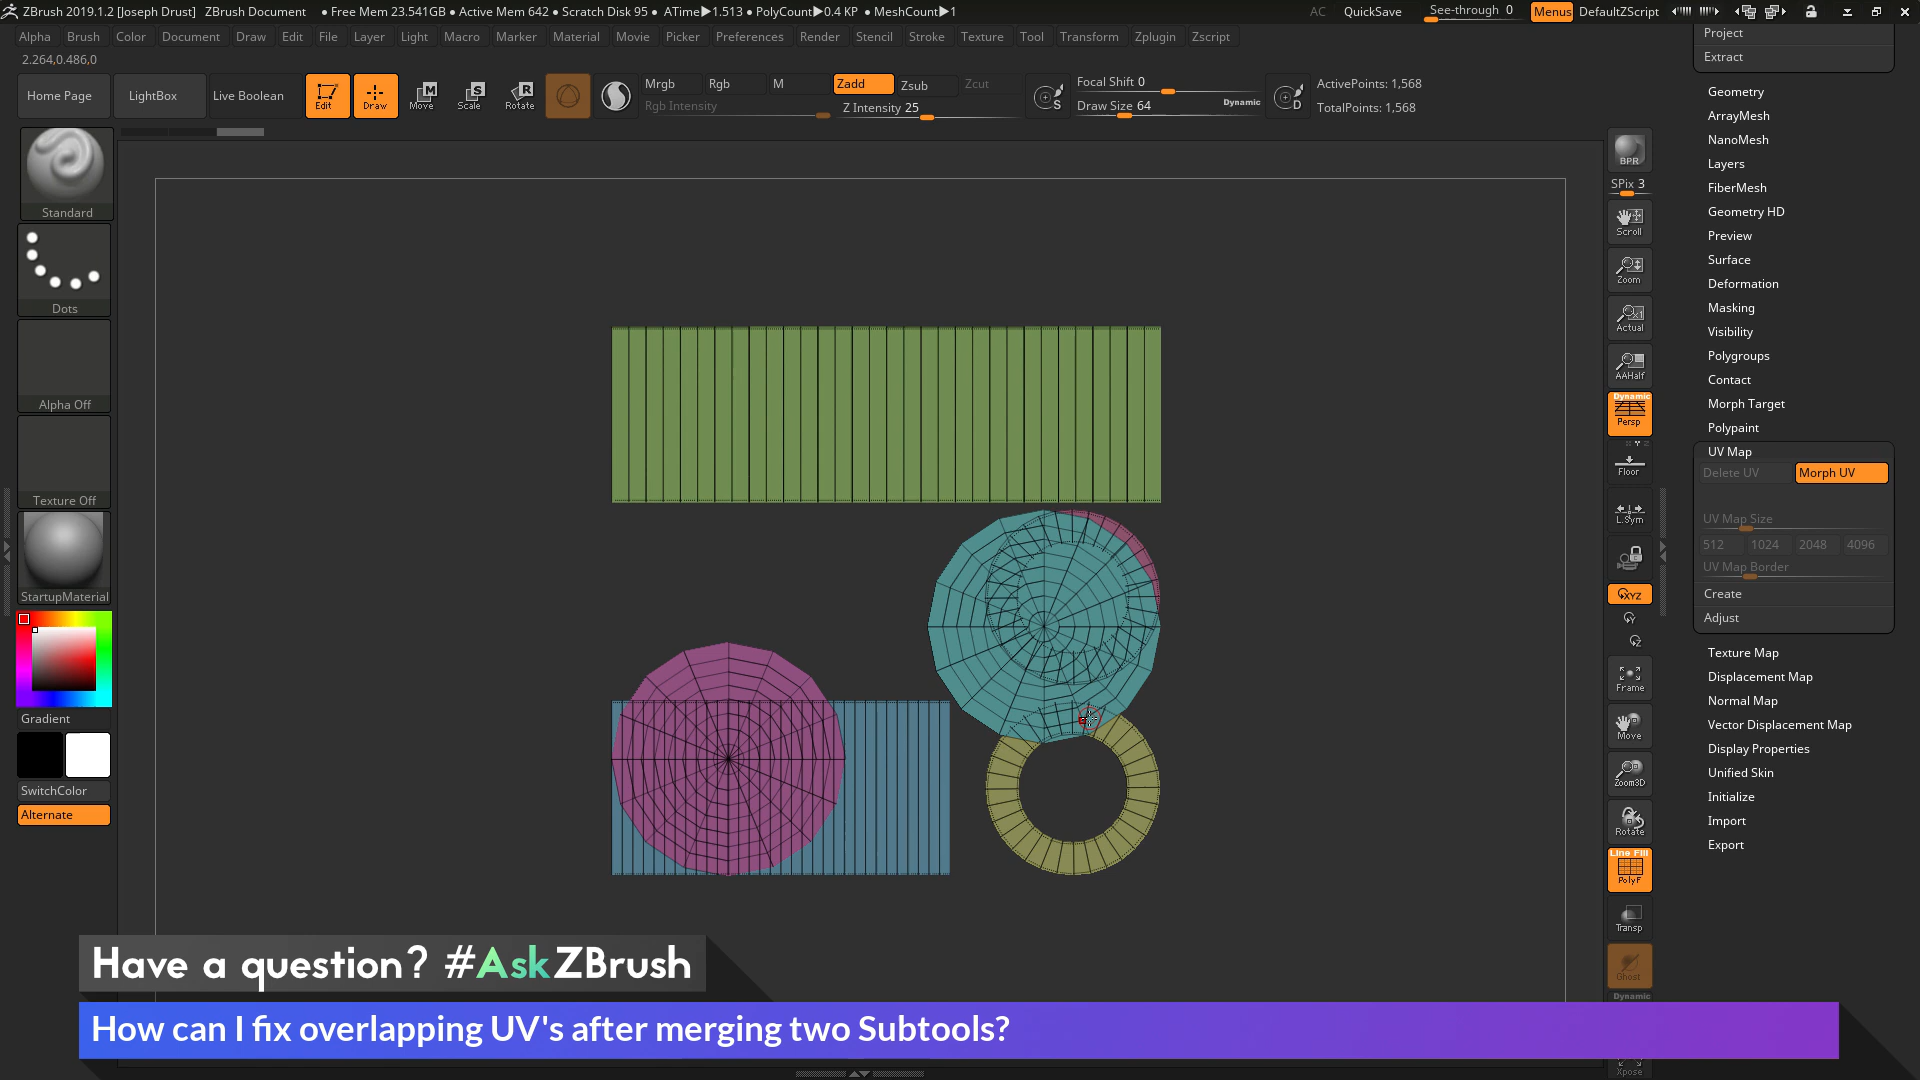 ZBrush 2019.1.2 [Joseph Drust] ZBrush Document • Free Mem 23.541GB • Active Mem 642 • Scratch Disk 95 • ATime▶1.513 • PolyCount▶0.4 KP • MeshCount▶1 AC QuickSave See-through 0 Menus DefaultZScript
Alpha Brush Color Document Draw Edit File Layer Light Macro Marker Material Movie Picker Preferences Render Stencil Stroke Texture Tool Transform Zplugin Zscript
2.264,0.486,0
Home Page LightBox Live Boolean Edit Draw Move Scale Rotate
Mrgb Rgb M Zadd Zsub Zcut
Rgb Intensity Z Intensity 25
Focal Shift 0
Draw Size 64 Dynamic
ActivePoints: 1,568
TotalPoints: 1,568
Standard
Dots
Alpha Off
Texture Off
StartupMaterial
Gradient
SwitchColor
Alternate
BPR
SPix 3
Scroll
Zoom
Actual
AAHalf
Dynamic
Persp
Floor
L.Sym
XYZ
Frame
Move
Zoom3D
Rotate
Line Fill
PolyF
Transp
Ghost
Dynamic
Xpose
Project
Extract
Geometry
ArrayMesh
NanoMesh
Layers
FiberMesh
Geometry HD
Preview
Surface
Deformation
Masking
Visibility
Polygroups
Contact
Morph Target
Polypaint
UV Map
Delete UV Morph UV
UV Map Size
512 1024 2048 4096
UV Map Border
Create
Adjust
Texture Map
Displacement Map
Normal Map
Vector Displacement Map
Display Properties
Unified Skin
Initialize
Import
Export
Have a question? #AskZBrush
How can I fix overlapping UV's after merging two Subtools?